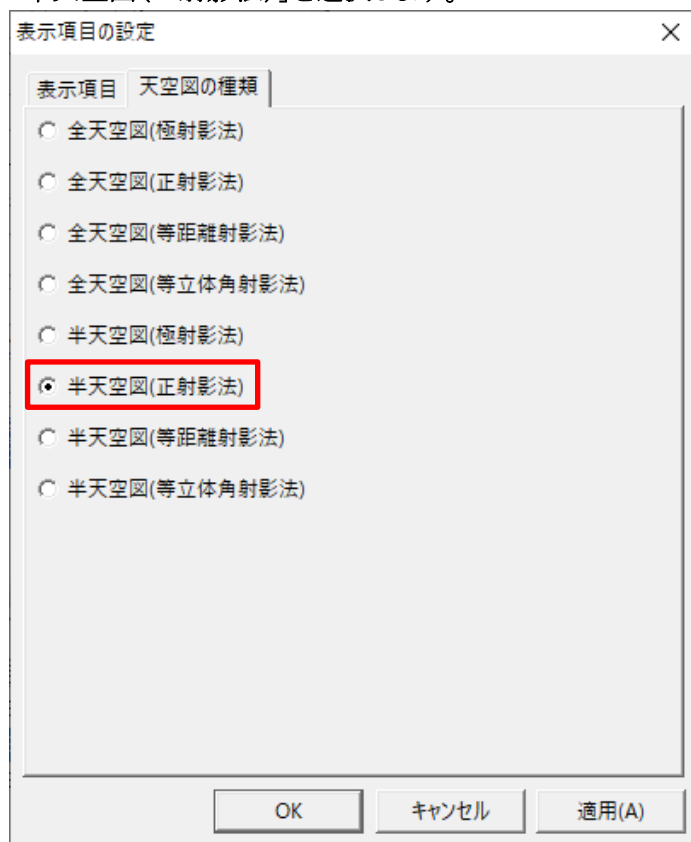 表示項目の設定
表示項目 天空図の種類
全天空図(極射影法)
全天空図(正射影法)
全天空図(等距離射影法)
全天空図(等立体角射影法)
半天空図(極射影法)
半天空図(正射影法)
半天空図(等距離射影法)
半天空図(等立体角射影法)
OK キャンセル 適用(A)